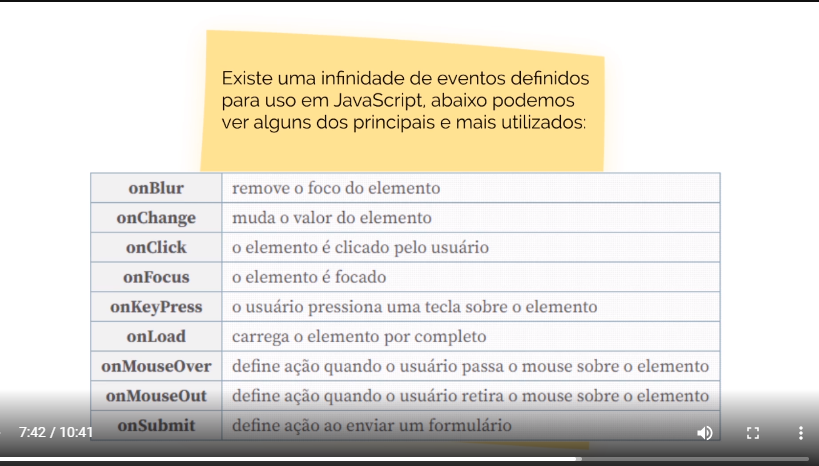 Existe uma infinidade de eventos definidos
para uso em JavaScript, abaixo podemos
ver alguns dos principais e mais utilizados:
onBlur remove o foco do elemento
onChange muda o valor do elemento
onClick o elemento é clicado pelo usuário
onFocus o elemento é focado
onKeyPress o usuário pressiona uma tecla sobre o elemento
onLoad carrega o elemento por completo
onMouseOver define ação quando o usuário passa o mouse sobre o elemento
onMouseOut define ação quando o usuário retira o mouse sobre o elemento
onSubmit define ação ao enviar um formulário
7:42 / 10:41